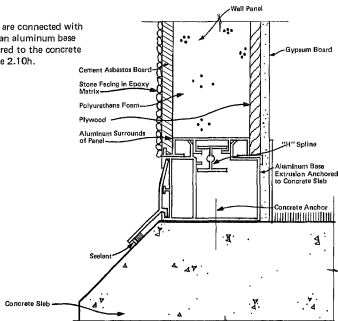 are connected with
an aluminum base
red to the concrete
e 2.10h.
Wall Panel
Gypsum Board
Cement Asbestos Board
Stone Facing in Epoxy
Matrix
Polyurethane Foam
Plywood
Aluminum Surrounds
of Panel
"H" Spline
Aluminum Base
Extrusion Anchored
to Concrete Slab
Concrete Anchor
Sealant
Concrete Slab